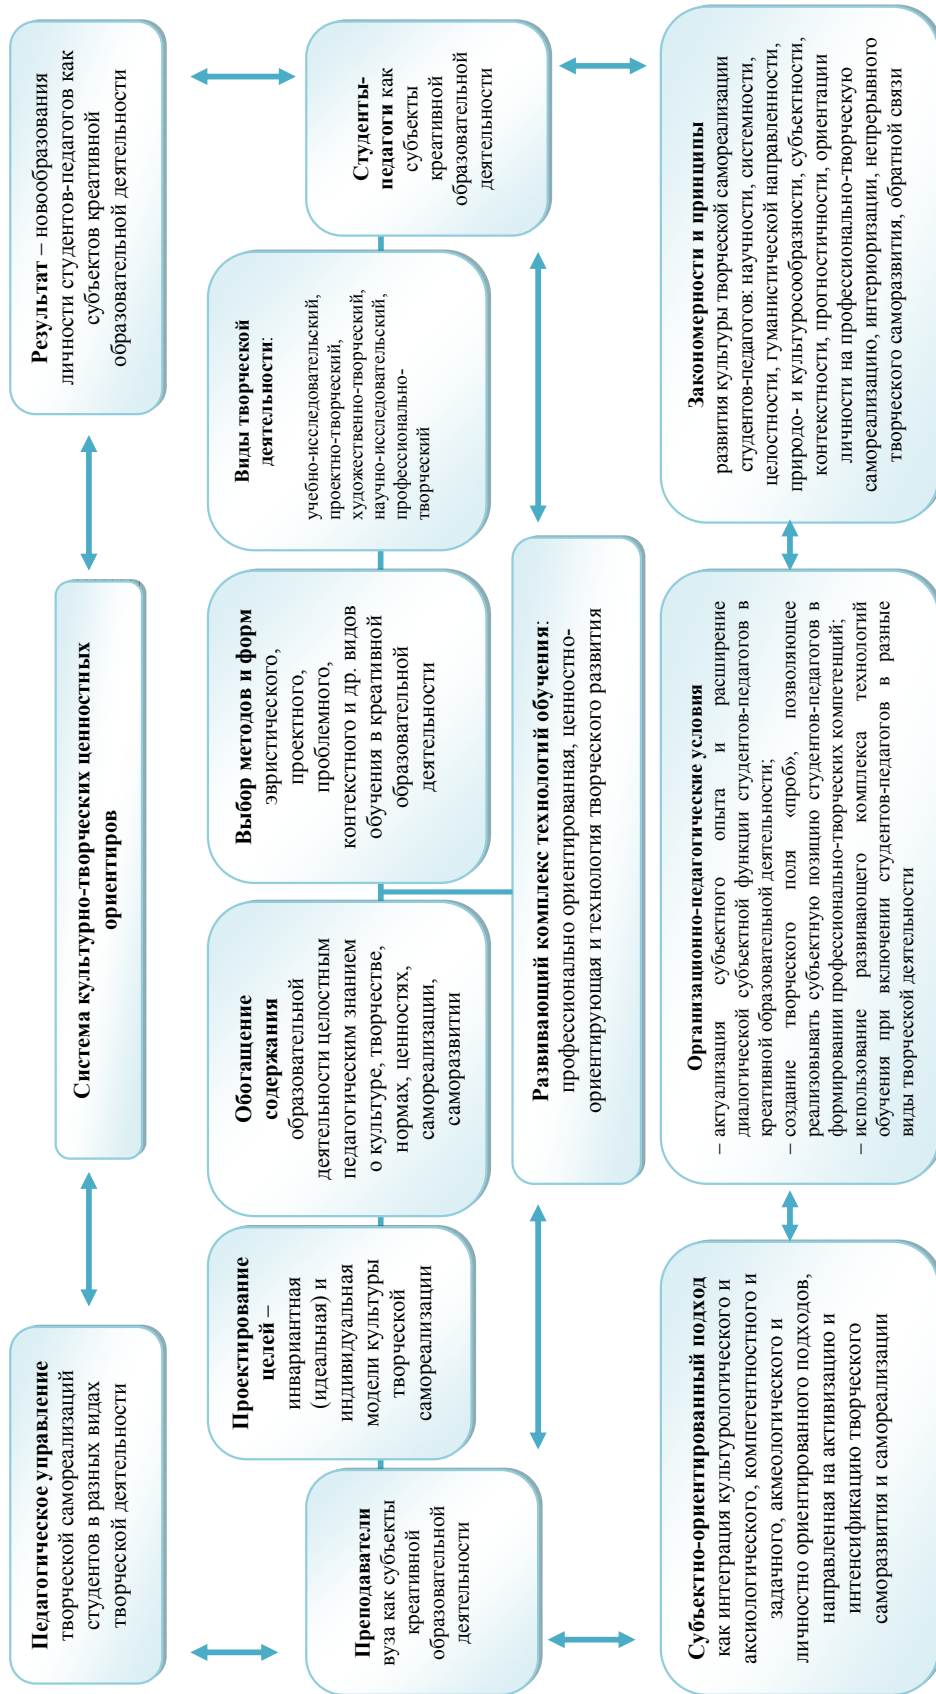 Педагогическое управление
творческой самореализаций
студентов в разных видах
творческой деятельности
Система культурно-творческих ценностных
ориентиров
Результат – новообразования
личности студентов-педагогов как
субъектов креативной
образовательной деятельности
Преподаватели
вуза как субъекты
креативной
образовательной
деятельности
Проектирование
целей –
инвариантная
(идеальная) и
индивидуальная
модели культуры
творческой
самореализации
Обогащение
содержания
образовательной
деятельности целостным
педагогическим знанием
о культуре, творчестве,
нормах, ценностях,
самореализации,
саморазвитии
Выбор методов и форм
эвристического,
проектного,
проблемного,
контекстного и др. видов
обучения в креативной
образовательной
деятельности
Виды творческой
деятельности:
учебно-исследовательский,
проектно-творческий,
художественно-творческий,
научно-исследовательский,
профессионально-
творческий
Студенты-
педагоги как
субъекты
креативной
образовательной
деятельности
Развивающий комплекс технологий обучения:
профессионально ориентированная, ценностно-
ориентирующая и технология творческого развития
Субъектно-ориентированный подход
как интеграция культурологического и
аксиологического, компетентностного и
задачного, акмеологического и
личностно ориентированного подходов,
направленная на активизацию и
интенсификацию творческого
саморазвития и самореализации
Организационно-педагогические условия
– актуализация субъектного опыта и расширение
диалогической субъектной функции студентов-педагогов в
креативной образовательной деятельности;
– создание творческого поля «проб», позволяющее
реализовывать субъектную позицию студентов-педагогов в
формировании профессионально-творческих компетенций;
– использование развивающего комплекса технологий
обучения при включении студентов-педагогов в разные
виды творческой деятельности
Закономерности и принципы
развития культуры творческой самореализации
студентов-педагогов: научности, системности,
целостности, гуманистической направленности,
природо- и культуросообразности, субъектности,
контекстности, прогностичности, ориентации
личности на профессионально-творческую
самореализацию, интериоризации, непрерывного
творческого саморазвития, обратной связи